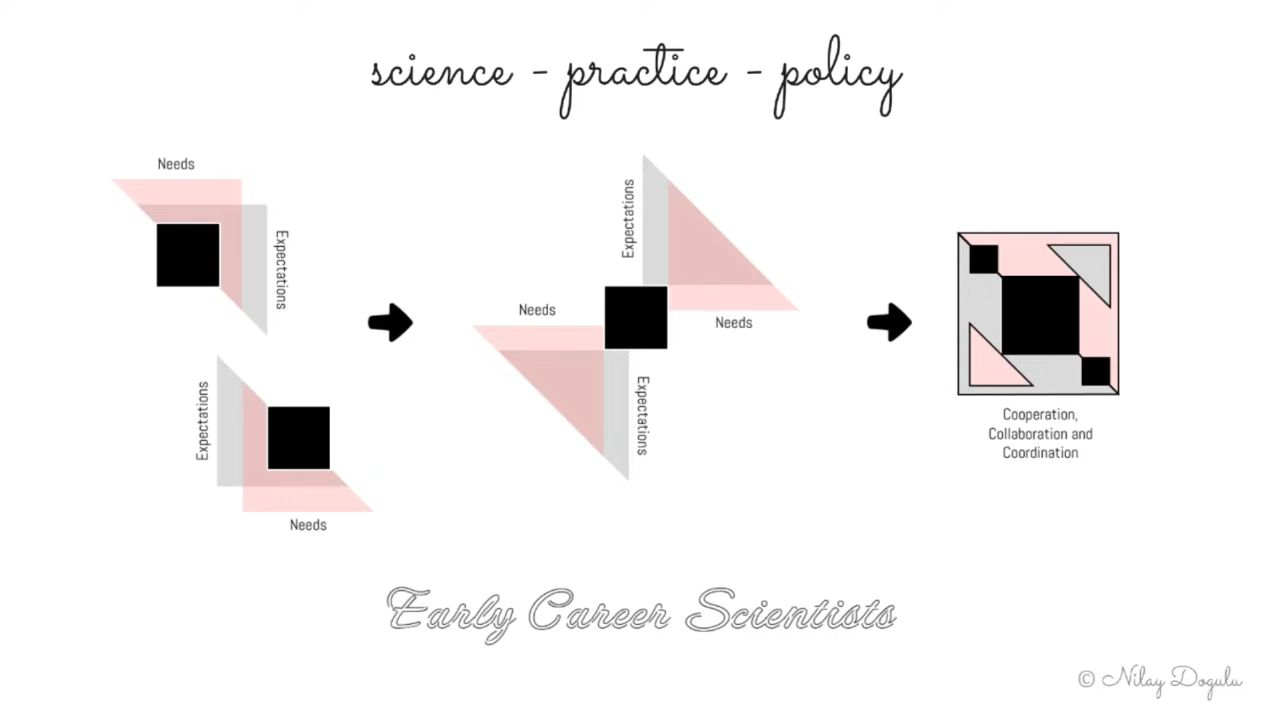 science - practice - policy
Needs
Expectations
Expectations
Needs
Expectations
Needs
Needs
Expectations
Cooperation,
Collaboration and
Coordination
Early Career Scientists
© Nilay Dogulu